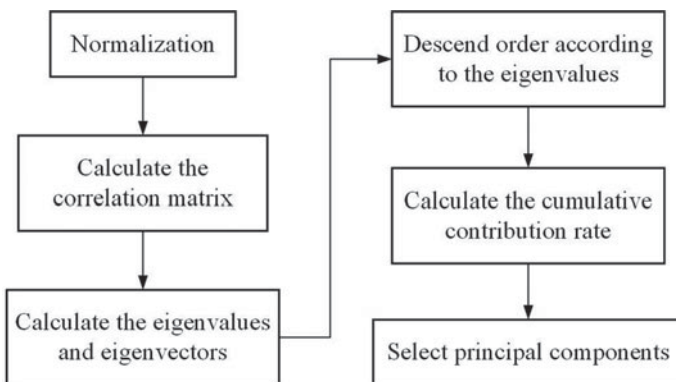 Normalization
Calculate the
correlation matrix
Calculate the eigenvalues
and eigenvectors
Descend order according
to the eigenvalues
Calculate the cumulative
contribution rate
Select principal components